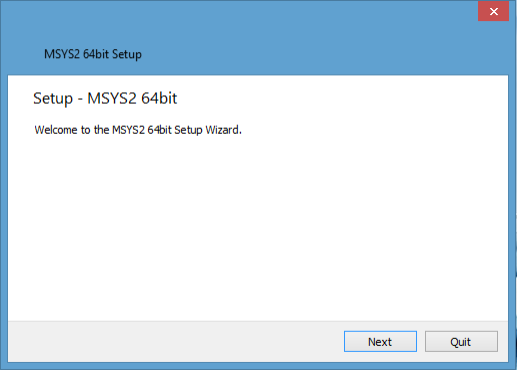 MSYS2 64bit Setup
Setup - MSYS2 64bit
Welcome to the MSYS2 64bit Setup Wizard.
Next Quit